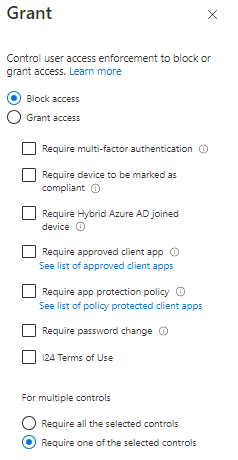 Grant
Control user access enforcement to block or
grant access. Learn more
Block access
Grant access
Require multi-factor authentication
Require device to be marked as
compliant
Require Hybrid Azure AD joined
device
Require approved client app
See list of approved client apps
Require app protection policy
See list of policy protected client apps
Require password change
I24 Terms of Use
For multiple controls
Require all the selected controls
Require one of the selected controls